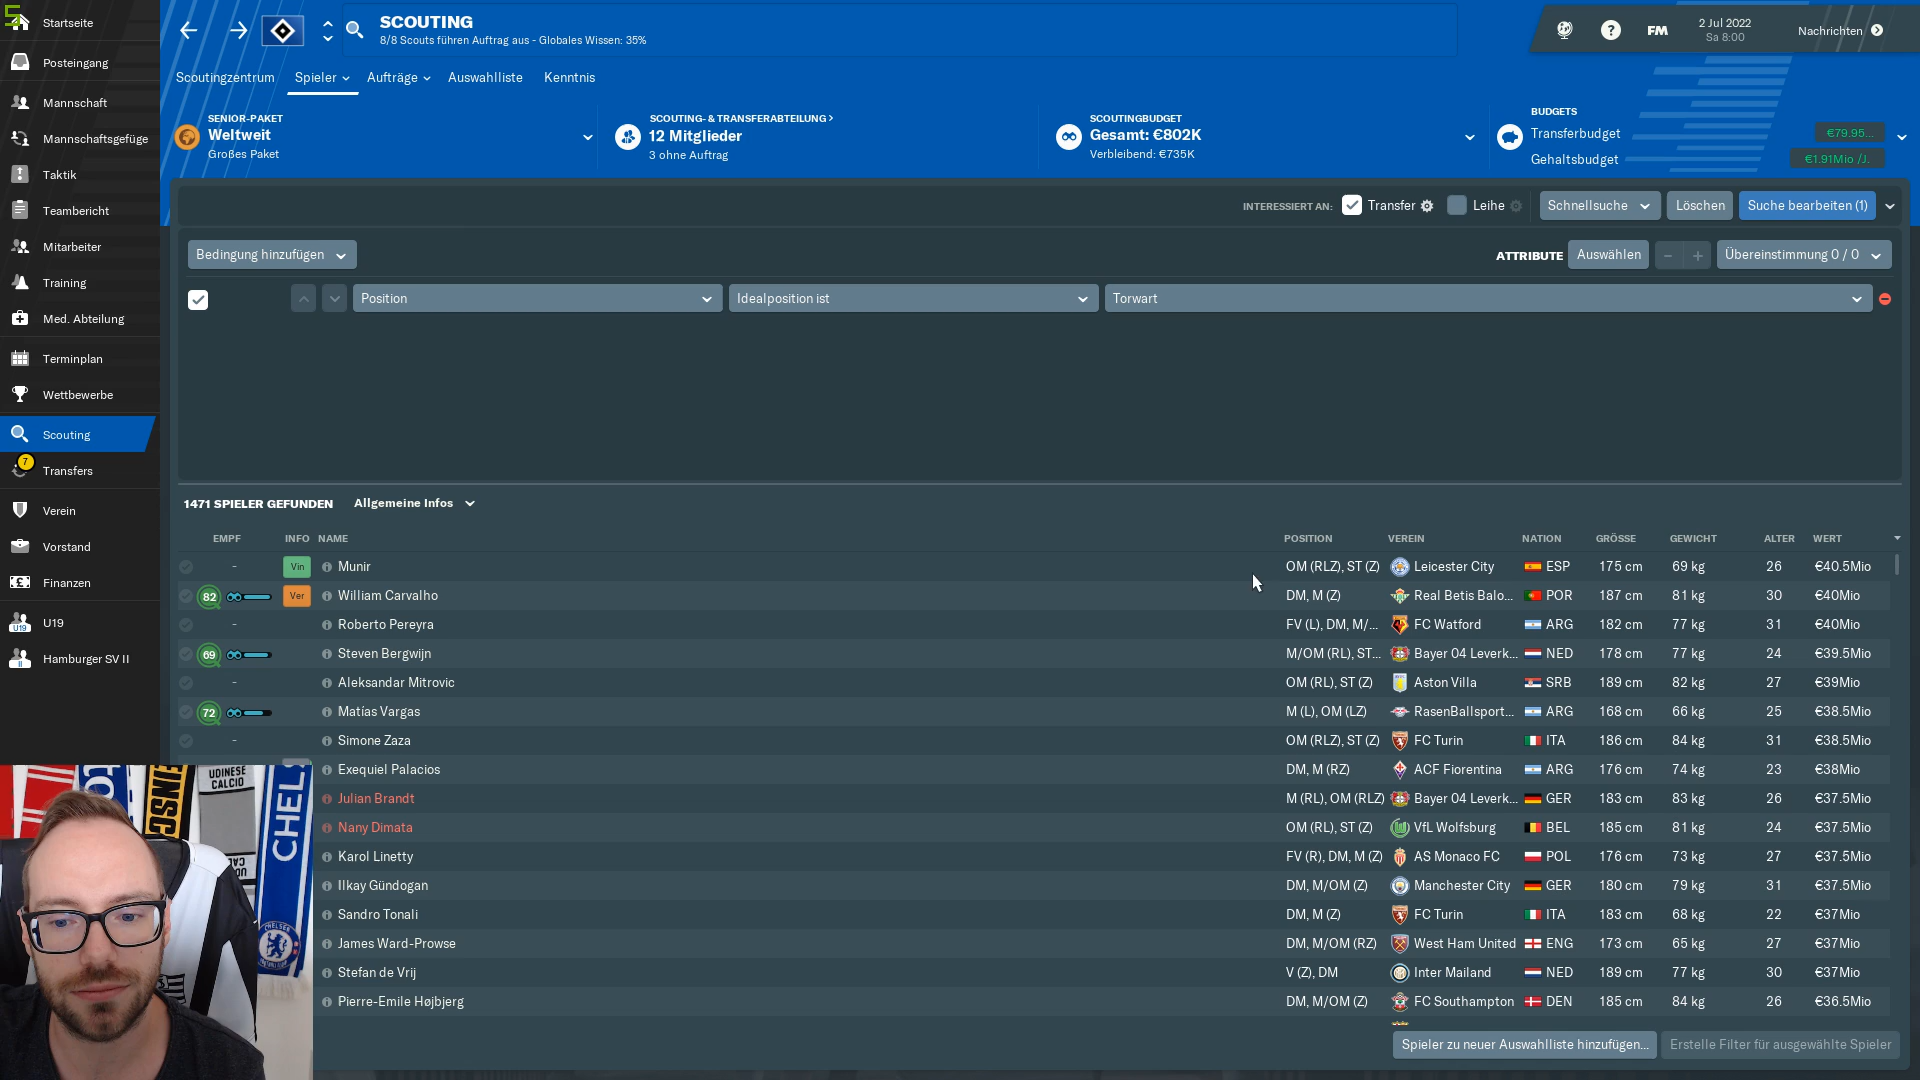 Startseite
Posteingang
Mannschaft
Mannschaftsgefüge
Taktik
Teambericht
Mitarbeiter
Training
Med. Abteilung
Terminplan
Wettbewerbe
Scouting
7
Transfers
Verein
Vorstand
Finanzen
U19
U19
II
Hamburger SV II
SCOUTING
8/8 Scouts führen Auftrag aus - Globales Wissen: 35%
FM
2 Jul 2022
Sa 8:00
Nachrichten
Scoutingzentrum Spieler Aufträge Auswahlliste Kenntnis
SENIOR-PAKET
Weltweit
Großes Paket
SCOUTING- & TRANSFERABTEILUNG >
12 Mitglieder
3 ohne Auftrag
SCOUTINGBUDGET
Gesamt: €802K
Verbleibend: €735K
BUDGETS
Transferbudget €79.95...
Gehaltsbudget €1.91Mio /J.
INTERESSIERT AN: Transfer Leihe Schnellsuche Löschen Suche bearbeiten (1)
Bedingung hinzufügen ATTRIBUTE Auswählen - + Übereinstimmung 0 / 0
Position Idealposition ist Torwart
1471 SPIELER GEFUNDEN Allgemeine Infos
EMPF INFO NAME POSITION VEREIN NATION GRÖSSE GEWICHT ALTER WERT
- Vin Munir OM (RLZ), ST (Z) Leicester City ESP 175 cm 69 kg 26 €40.5Mio
82 Ver William Carvalho DM, M (Z) Real Betis Balo... POR 187 cm 81 kg 30 €40Mio
- Roberto Pereyra FV (L), DM, M/... FC Watford ARG 182 cm 77 kg 31 €40Mio
69 Steven Bergwijn M/OM (RL), ST... Bayer 04 Leverk... NED 178 cm 77 kg 24 €39.5Mio
- Aleksandar Mitrovic OM (RL), ST (Z) Aston Villa SRB 189 cm 82 kg 27 €39Mio
72 Matías Vargas M (L), OM (LZ) RasenBallsport... ARG 168 cm 66 kg 25 €38.5Mio
- Simone Zaza OM (RLZ), ST (Z) FC Turin ITA 186 cm 84 kg 31 €38.5Mio
Exequiel Palacios DM, M (RZ) ACF Fiorentina ARG 176 cm 74 kg 23 €38Mio
Julian Brandt M (RL), OM (RLZ) Bayer 04 Leverk... GER 183 cm 83 kg 26 €37.5Mio
Nany Dimata OM (RL), ST (Z) VfL Wolfsburg BEL 185 cm 81 kg 24 €37.5Mio
Karol Linetty FV (R), DM, M (Z) AS Monaco FC POL 176 cm 73 kg 27 €37.5Mio
Ilkay Gündogan DM, M/OM (Z) Manchester City GER 180 cm 79 kg 31 €37.5Mio
Sandro Tonali DM, M (Z) FC Turin ITA 183 cm 68 kg 22 €37Mio
James Ward-Prowse DM, M/OM (RZ) West Ham United ENG 173 cm 65 kg 27 €37Mio
Stefan de Vrij V (Z), DM Inter Mailand NED 189 cm 77 kg 30 €37Mio
Pierre-Emile Højbjerg DM, M/OM (Z) FC Southampton DEN 185 cm 84 kg 26 €36.5Mio
Spieler zu neuer Auswahlliste hinzufügen... Erstelle Filter für ausgewählte Spieler
UDINESE
CALCIO
CHELS